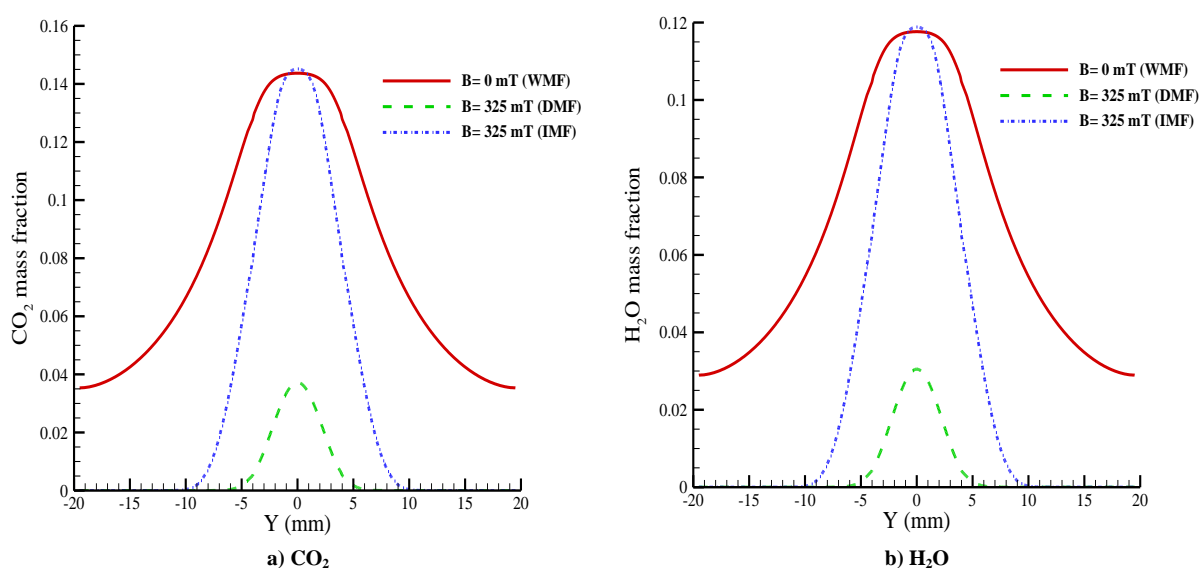 CO2 mass fraction
0.16
0.14
0.12
0.1
0.08
0.06
0.04
0.02
0
B= 0 mT (WMF)
B= 325 mT (DMF)
B= 325 mT (IMF)
-20 -15 -10 -5 0 5 10 15 20
Y (mm)
a) CO2
H2O mass fraction
0.12
0.1
0.08
0.06
0.04
0.02
0
B= 0 mT (WMF)
B= 325 mT (DMF)
B= 325 mT (IMF)
-20 -15 -10 -5 0 5 10 15 20
Y (mm)
b) H2O